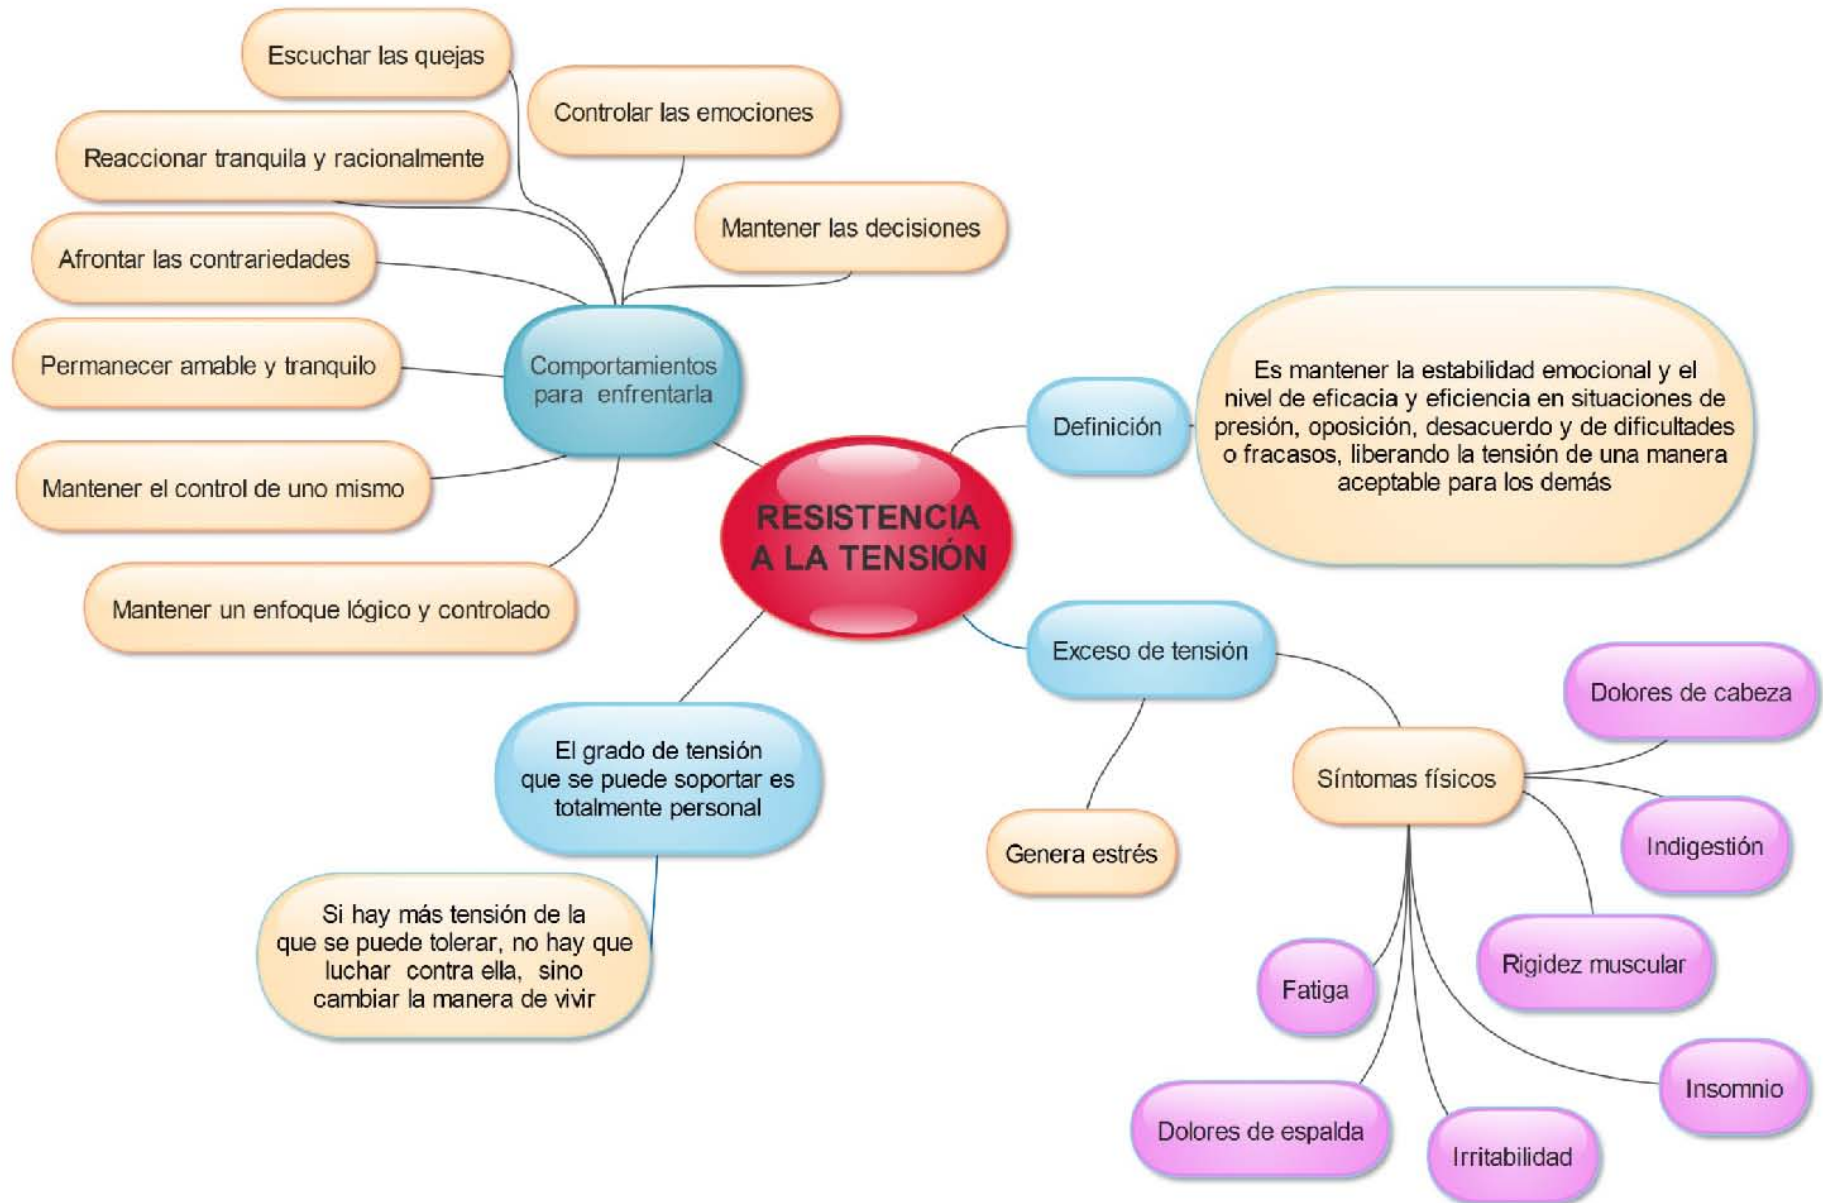 Escuchar las quejas
Controlar las emociones
Reaccionar tranquila y racionalmente
Mantener las decisiones
Afrontar las contrariedades
Permanecer amable y tranquilo
Comportamientos
para enfrentarla
Mantener el control de uno mismo
Mantener un enfoque lógico y controlado
RESISTENCIA
A LA TENSIÓN
Definición
Es mantener la estabilidad emocional y el
nivel de eficacia y eficiencia en situaciones de
presión, oposición, desacuerdo y de dificultades
o fracasos, liberando la tensión de una manera
aceptable para los demás
Exceso de tensión
Genera estrés
Síntomas físicos
Dolores de cabeza
Indigestión
Rigidez muscular
Fatiga
Insomnio
Dolores de espalda
Irritabilidad
El grado de tensión
que se puede soportar es
totalmente personal
Si hay más tensión de la
que se puede tolerar, no hay que
luchar contra ella, sino
cambiar la manera de vivir